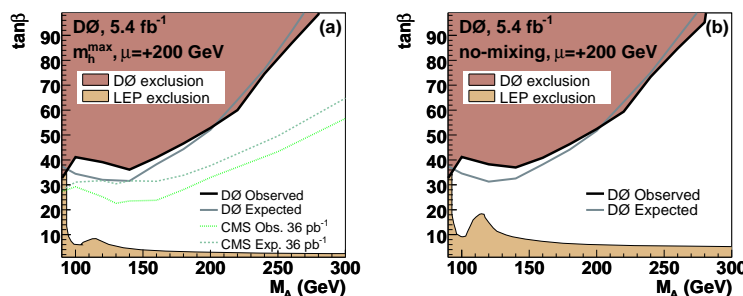 tanβ
90
80
70
60
50
40
30
20
10
DØ, 5.4 fb⁻¹
(a)
m_h^max, μ=+200 GeV
DØ exclusion
LEP exclusion
DØ Observed
DØ Expected
CMS Obs. 36 pb⁻¹
CMS Exp. 36 pb⁻¹
100 150 200 250 300
M_A (GeV)
tanβ
90
80
70
60
50
40
30
20
10
DØ, 5.4 fb⁻¹
(b)
no-mixing, μ=+200 GeV
DØ exclusion
LEP exclusion
DØ Observed
DØ Expected
100 150 200 250 300
M_A (GeV)